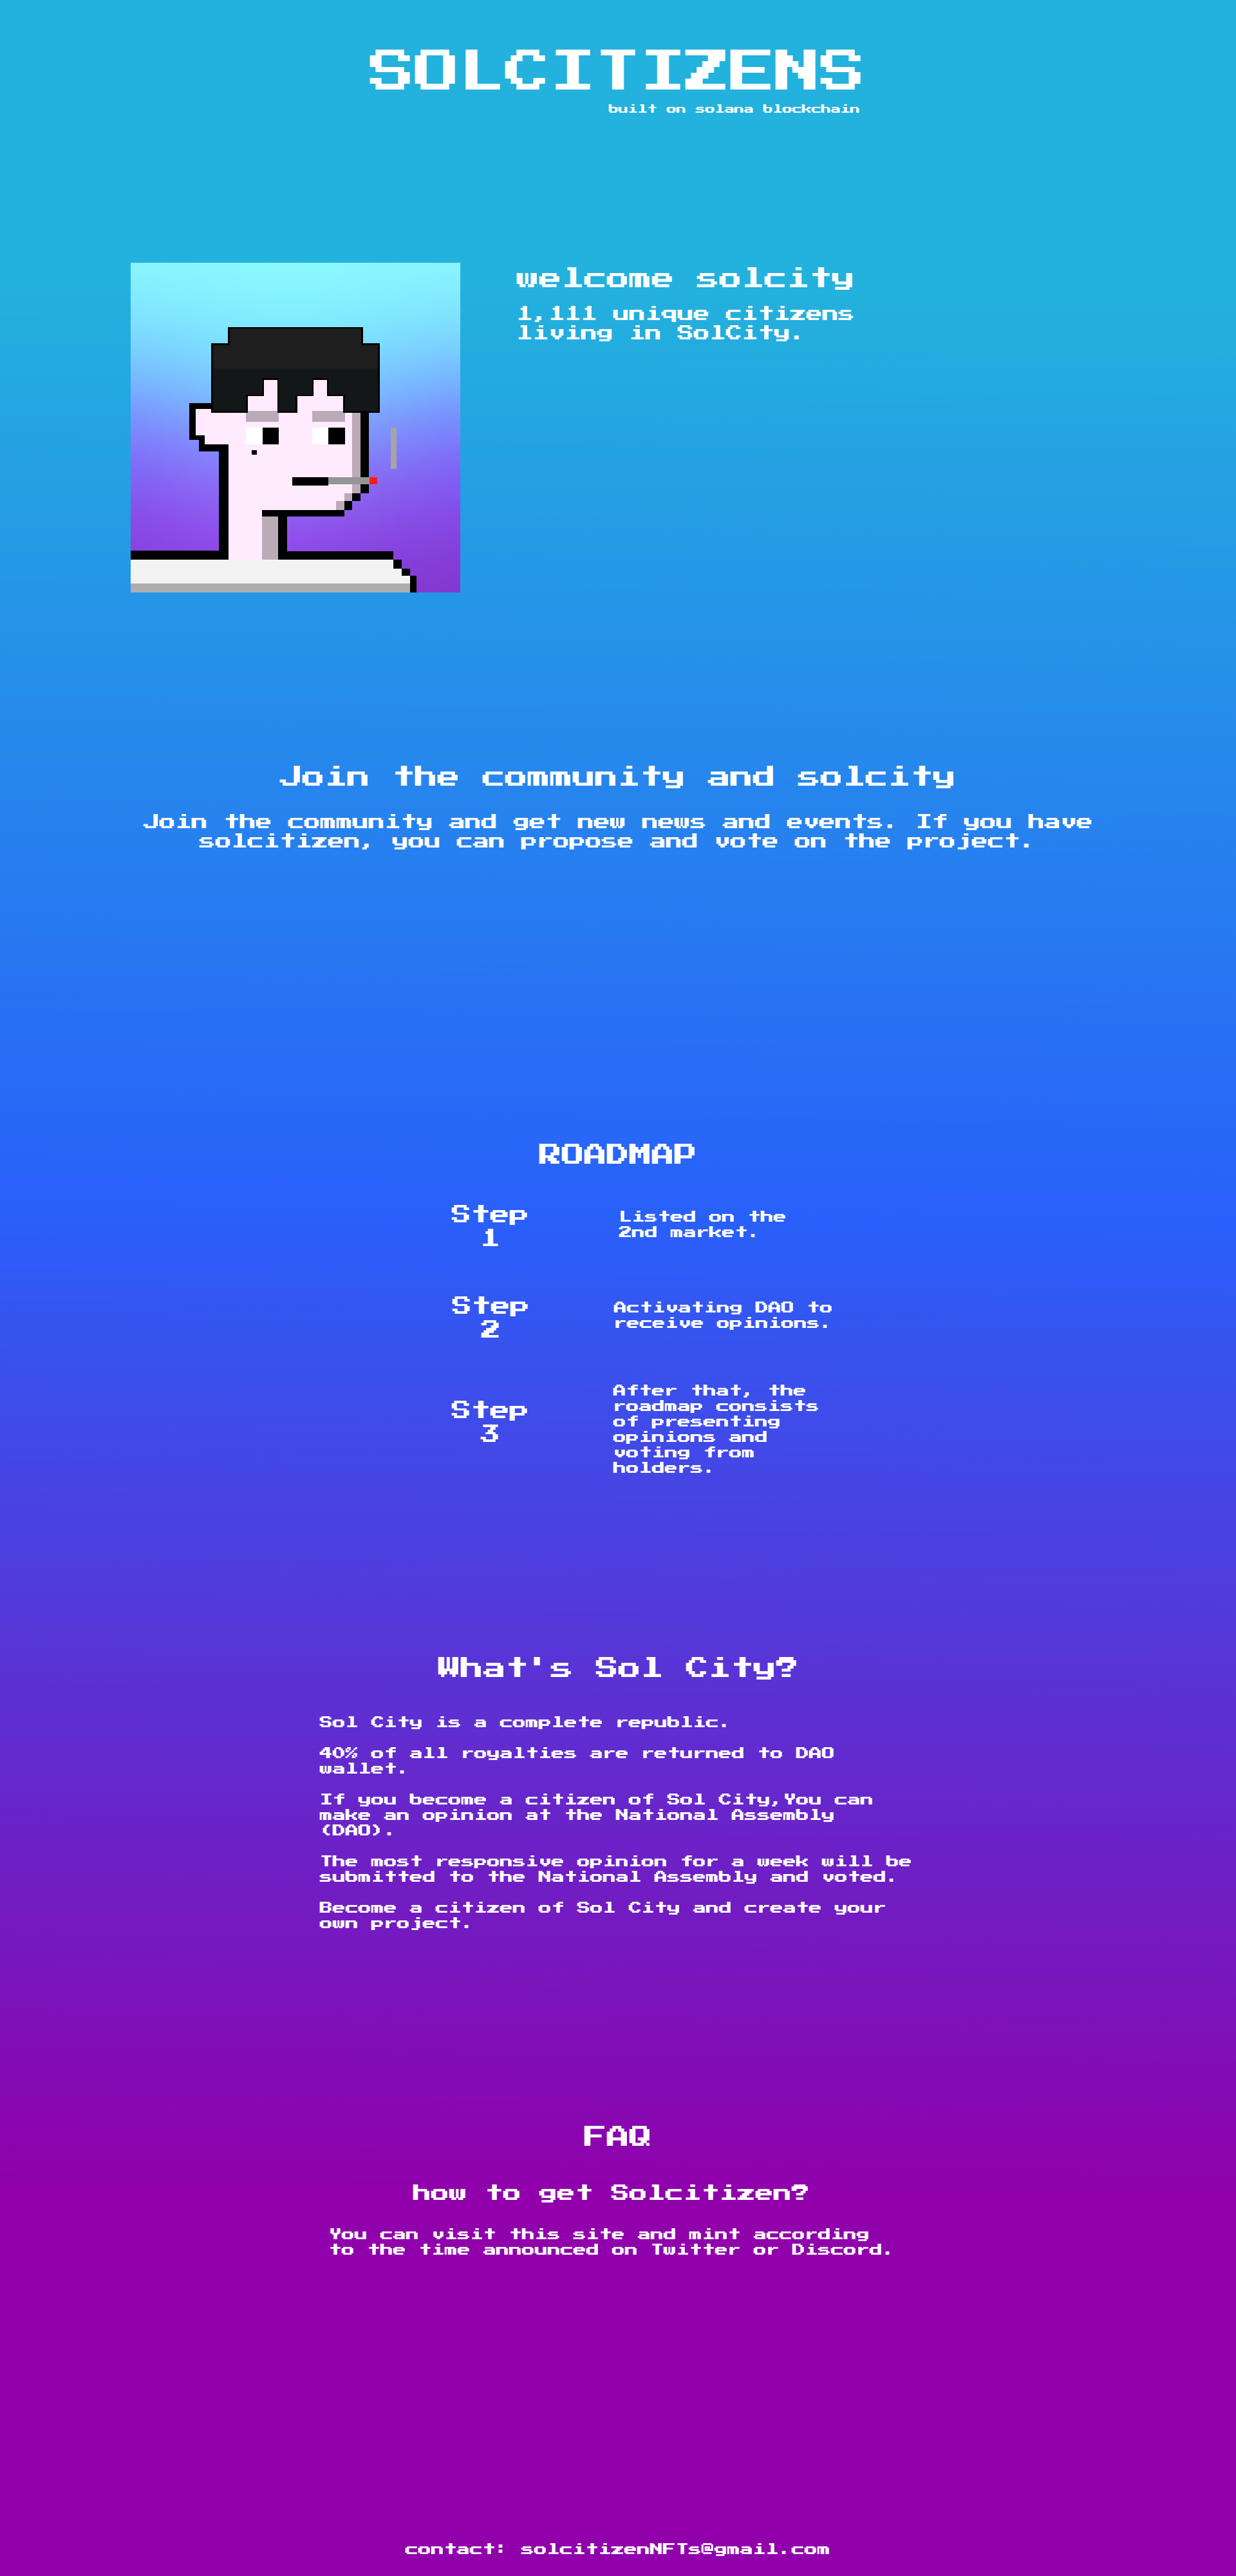 SOLCITIZENS
built on solana blockchain
welcome solcity
1,111 unique citizens
living in SolCity.
Join the community and solcity
Join the community and get new news and events. If you have
solcitizen, you can propose and vote on the project.
ROADMAP
Step
1
Listed on the
2nd market.
Step
2
Activating DAO to
receive opinions.
Step
3
After that, the
roadmap consists
of presenting
opinions and
voting from
holders.
What's Sol City?
Sol City is a complete republic.
40% of all royalties are returned to DAO
wallet.
If you become a citizen of Sol City,You can
make an opinion at the National Assembly
(DAO).
The most responsive opinion for a week will be
submitted to the National Assembly and voted.
Become a citizen of Sol City and create your
own project.
FAQ
how to get Solcitizen?
You can visit this site and mint according
to the time announced on Twitter or Discord.
contact: solcitizenNFTs@gmail.com